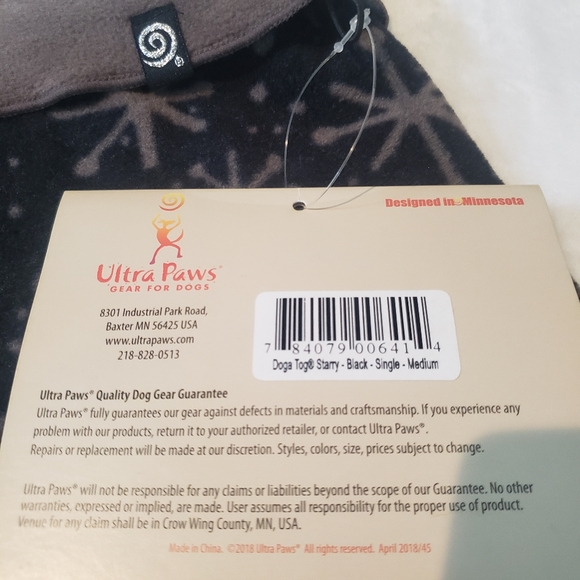 Designed in Minnesota
Ultra Paws®
GEAR FOR DOGS
8301 Industrial Park Road,
Baxter MN 56425 USA
www.ultrapaws.com
218-828-0513
7 84079 00641 4
Doga Tog® Starry - Black - Single - Medium
Ultra Paws® Quality Dog Gear Guarantee
Ultra Paws® fully guarantees our gear against defects in materials and craftsmanship. If you experience any
problem with our products, return it to your authorized retailer, or contact Ultra Paws®.
Repairs or replacement will be made at our discretion. Styles, colors, size, prices subject to change.
Ultra Paws® will not be responsible for any claims or liabilities beyond the scope of our Guarantee. No other
warranties, expressed or implied, are made. User assumes all responsibility for the proper use of product.
Venue for any claim shall be in Crow Wing County, MN, USA.
Made in China. ©2018 Ultra Paws® All rights reserved. April 2018/45